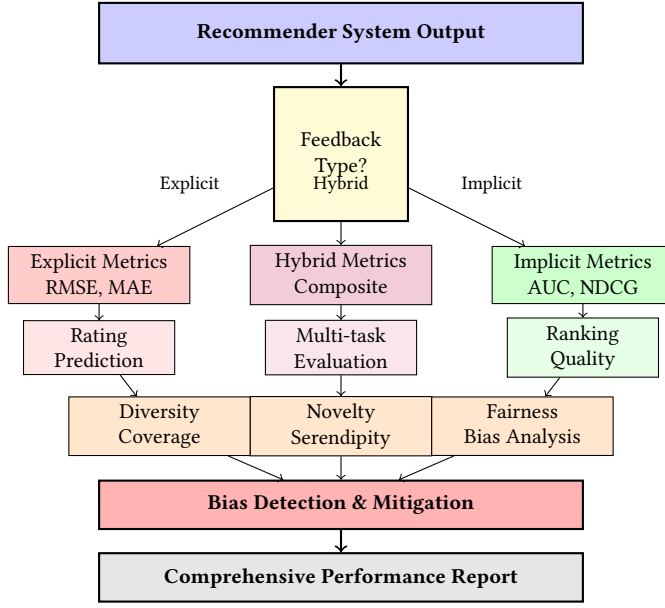 Recommender System Output
Feedback
Type?
Hybrid
Explicit
Implicit
Explicit Metrics
RMSE, MAE
Hybrid Metrics
Composite
Implicit Metrics
AUC, NDCG
Rating
Prediction
Multi-task
Evaluation
Ranking
Quality
Diversity
Coverage
Novelty
Serendipity
Fairness
Bias Analysis
Bias Detection & Mitigation
Comprehensive Performance Report